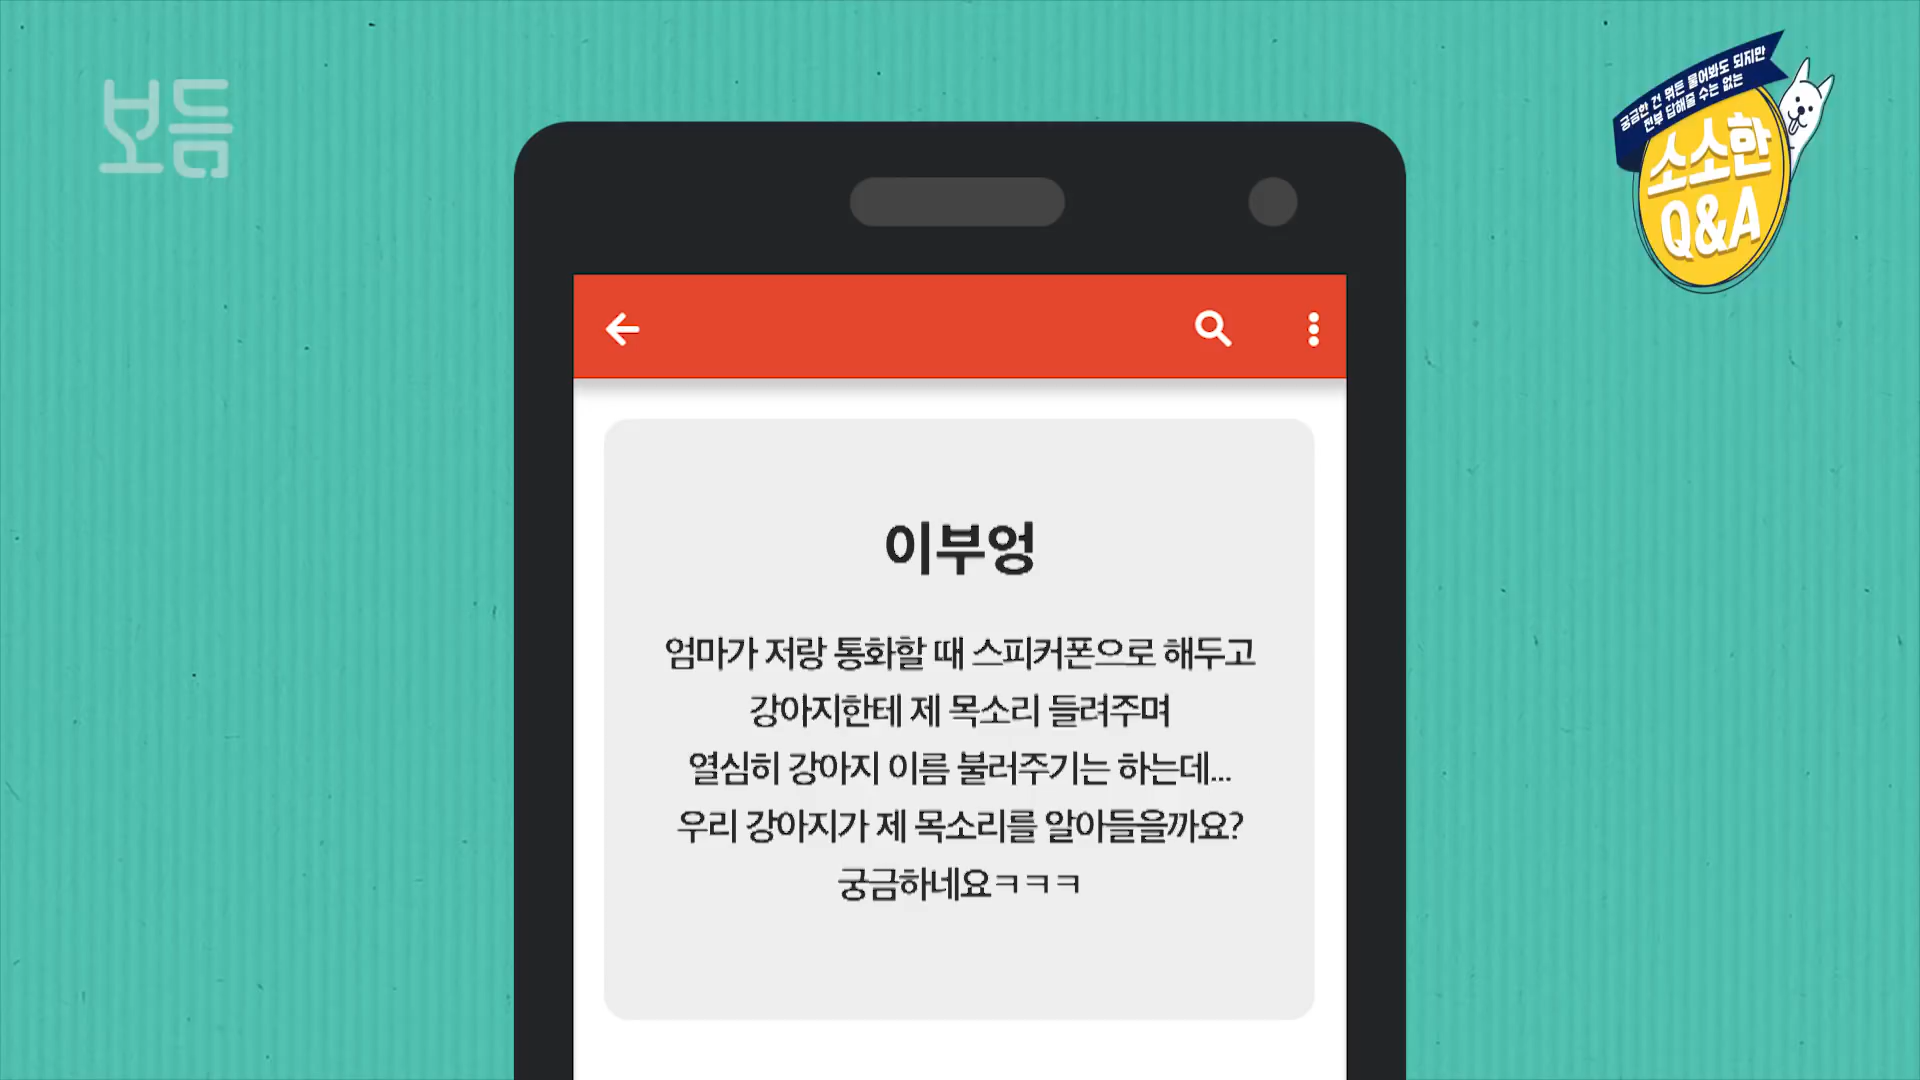 보듬
궁금한 건 뭐든 물어봐도 되지만
전부 답해줄 수는 없는
소소한
Q&A
이부엉
엄마가 저랑 통화할 때 스피커폰으로 해두고
강아지한테 제 목소리 들려주며
열심히 강아지 이름 불러주기는 하는데...
우리 강아지가 제 목소리를 알아들을까요?
궁금하네요ㅋㅋㅋ